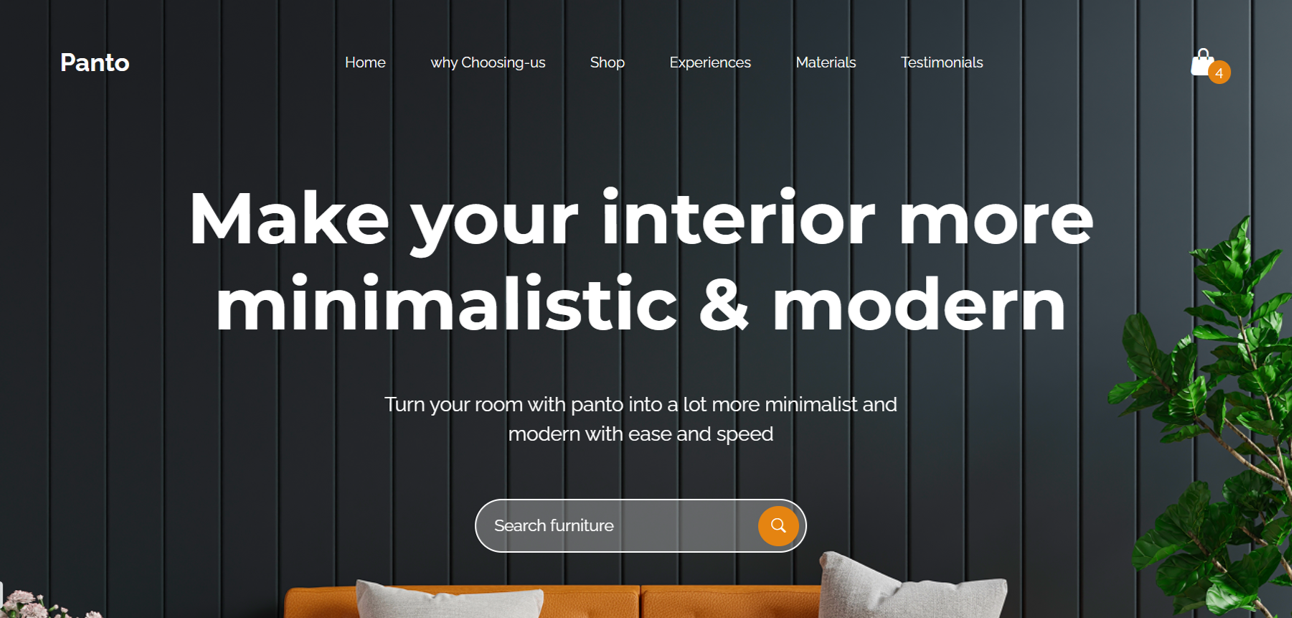 Panto
Home
why Choosing-us
Shop
Experiences
Materials
Testimonials
4
Make your interior more
minimalistic & modern
Turn your room with panto into a lot more minimalist and
modern with ease and speed
Search furniture